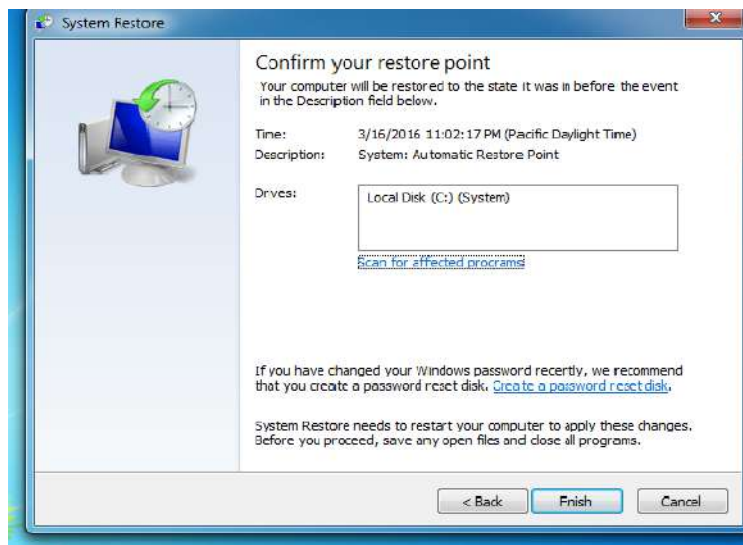 System Restore
Confirm your restore point
Your computer will be restored to the state it was in before the event
in the Description field below.
Time: 3/16/2016 11:02:17 PM (Pacific Daylight Time)
Description: System: Automatic Restore Point
Drives: Local Disk (C:) (System)
Scan for affected programs
If you have changed your Windows password recently, we recommend
that you create a password reset disk. Create a password reset disk.
System Restore needs to restart your computer to apply these changes.
Before you proceed, save any open files and close all programs.
< Back Finish Cancel